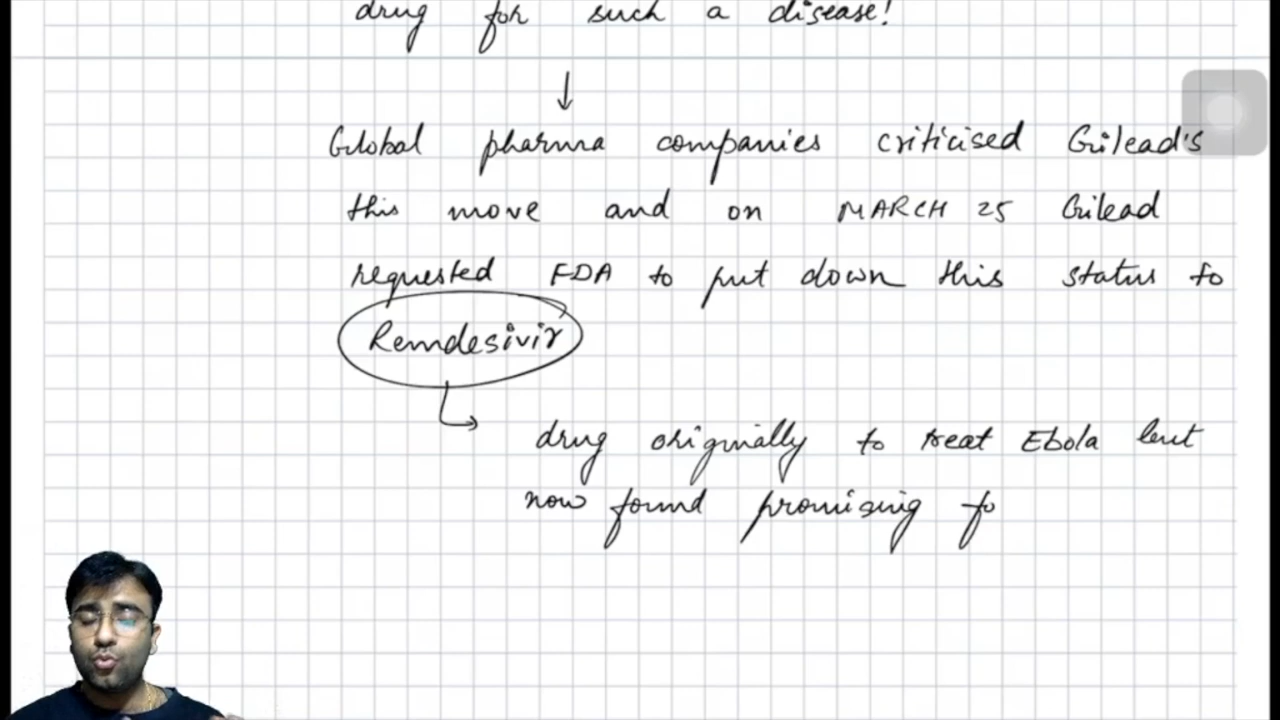 drug for such a disease!
Global pharma companies criticised Gilead's
this move and on MARCH 25 Gilead
requested FDA to put down this status to
Remdesivir
drug originally to treat Ebola but
now found promising fo